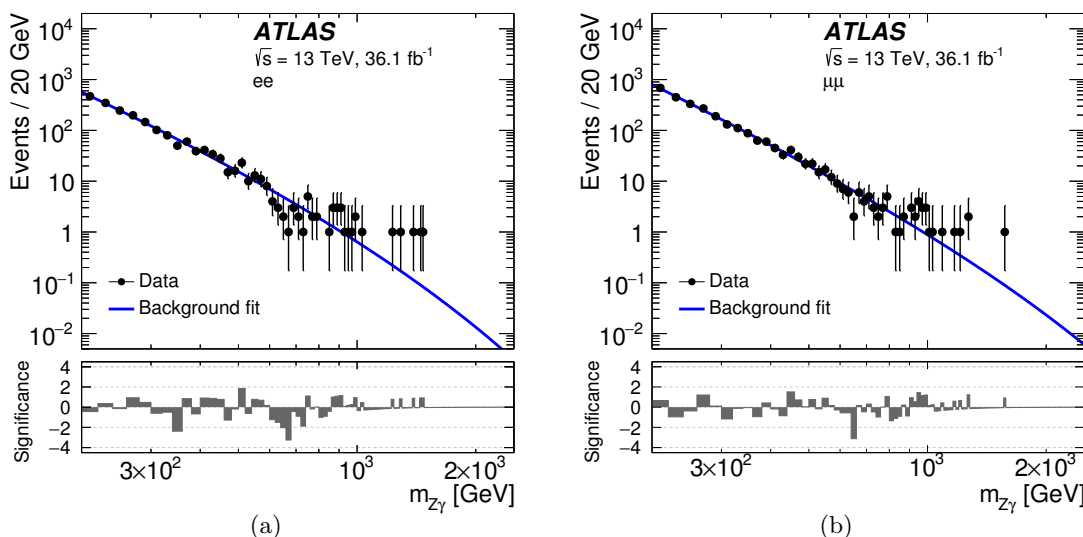 ATLAS
√s = 13 TeV, 36.1 fb⁻¹
ee
Events / 20 GeV
10⁴
10³
10²
10
1
10⁻¹
10⁻²
Data
Background fit
Significance
4
2
0
−2
−4
3×10²
10³
2×10³
m_Zγ [GeV]
(a)
ATLAS
√s = 13 TeV, 36.1 fb⁻¹
μμ
Events / 20 GeV
10⁴
10³
10²
10
1
10⁻¹
10⁻²
Data
Background fit
Significance
4
2
0
−2
−4
3×10²
10³
2×10³
m_Zγ [GeV]
(b)